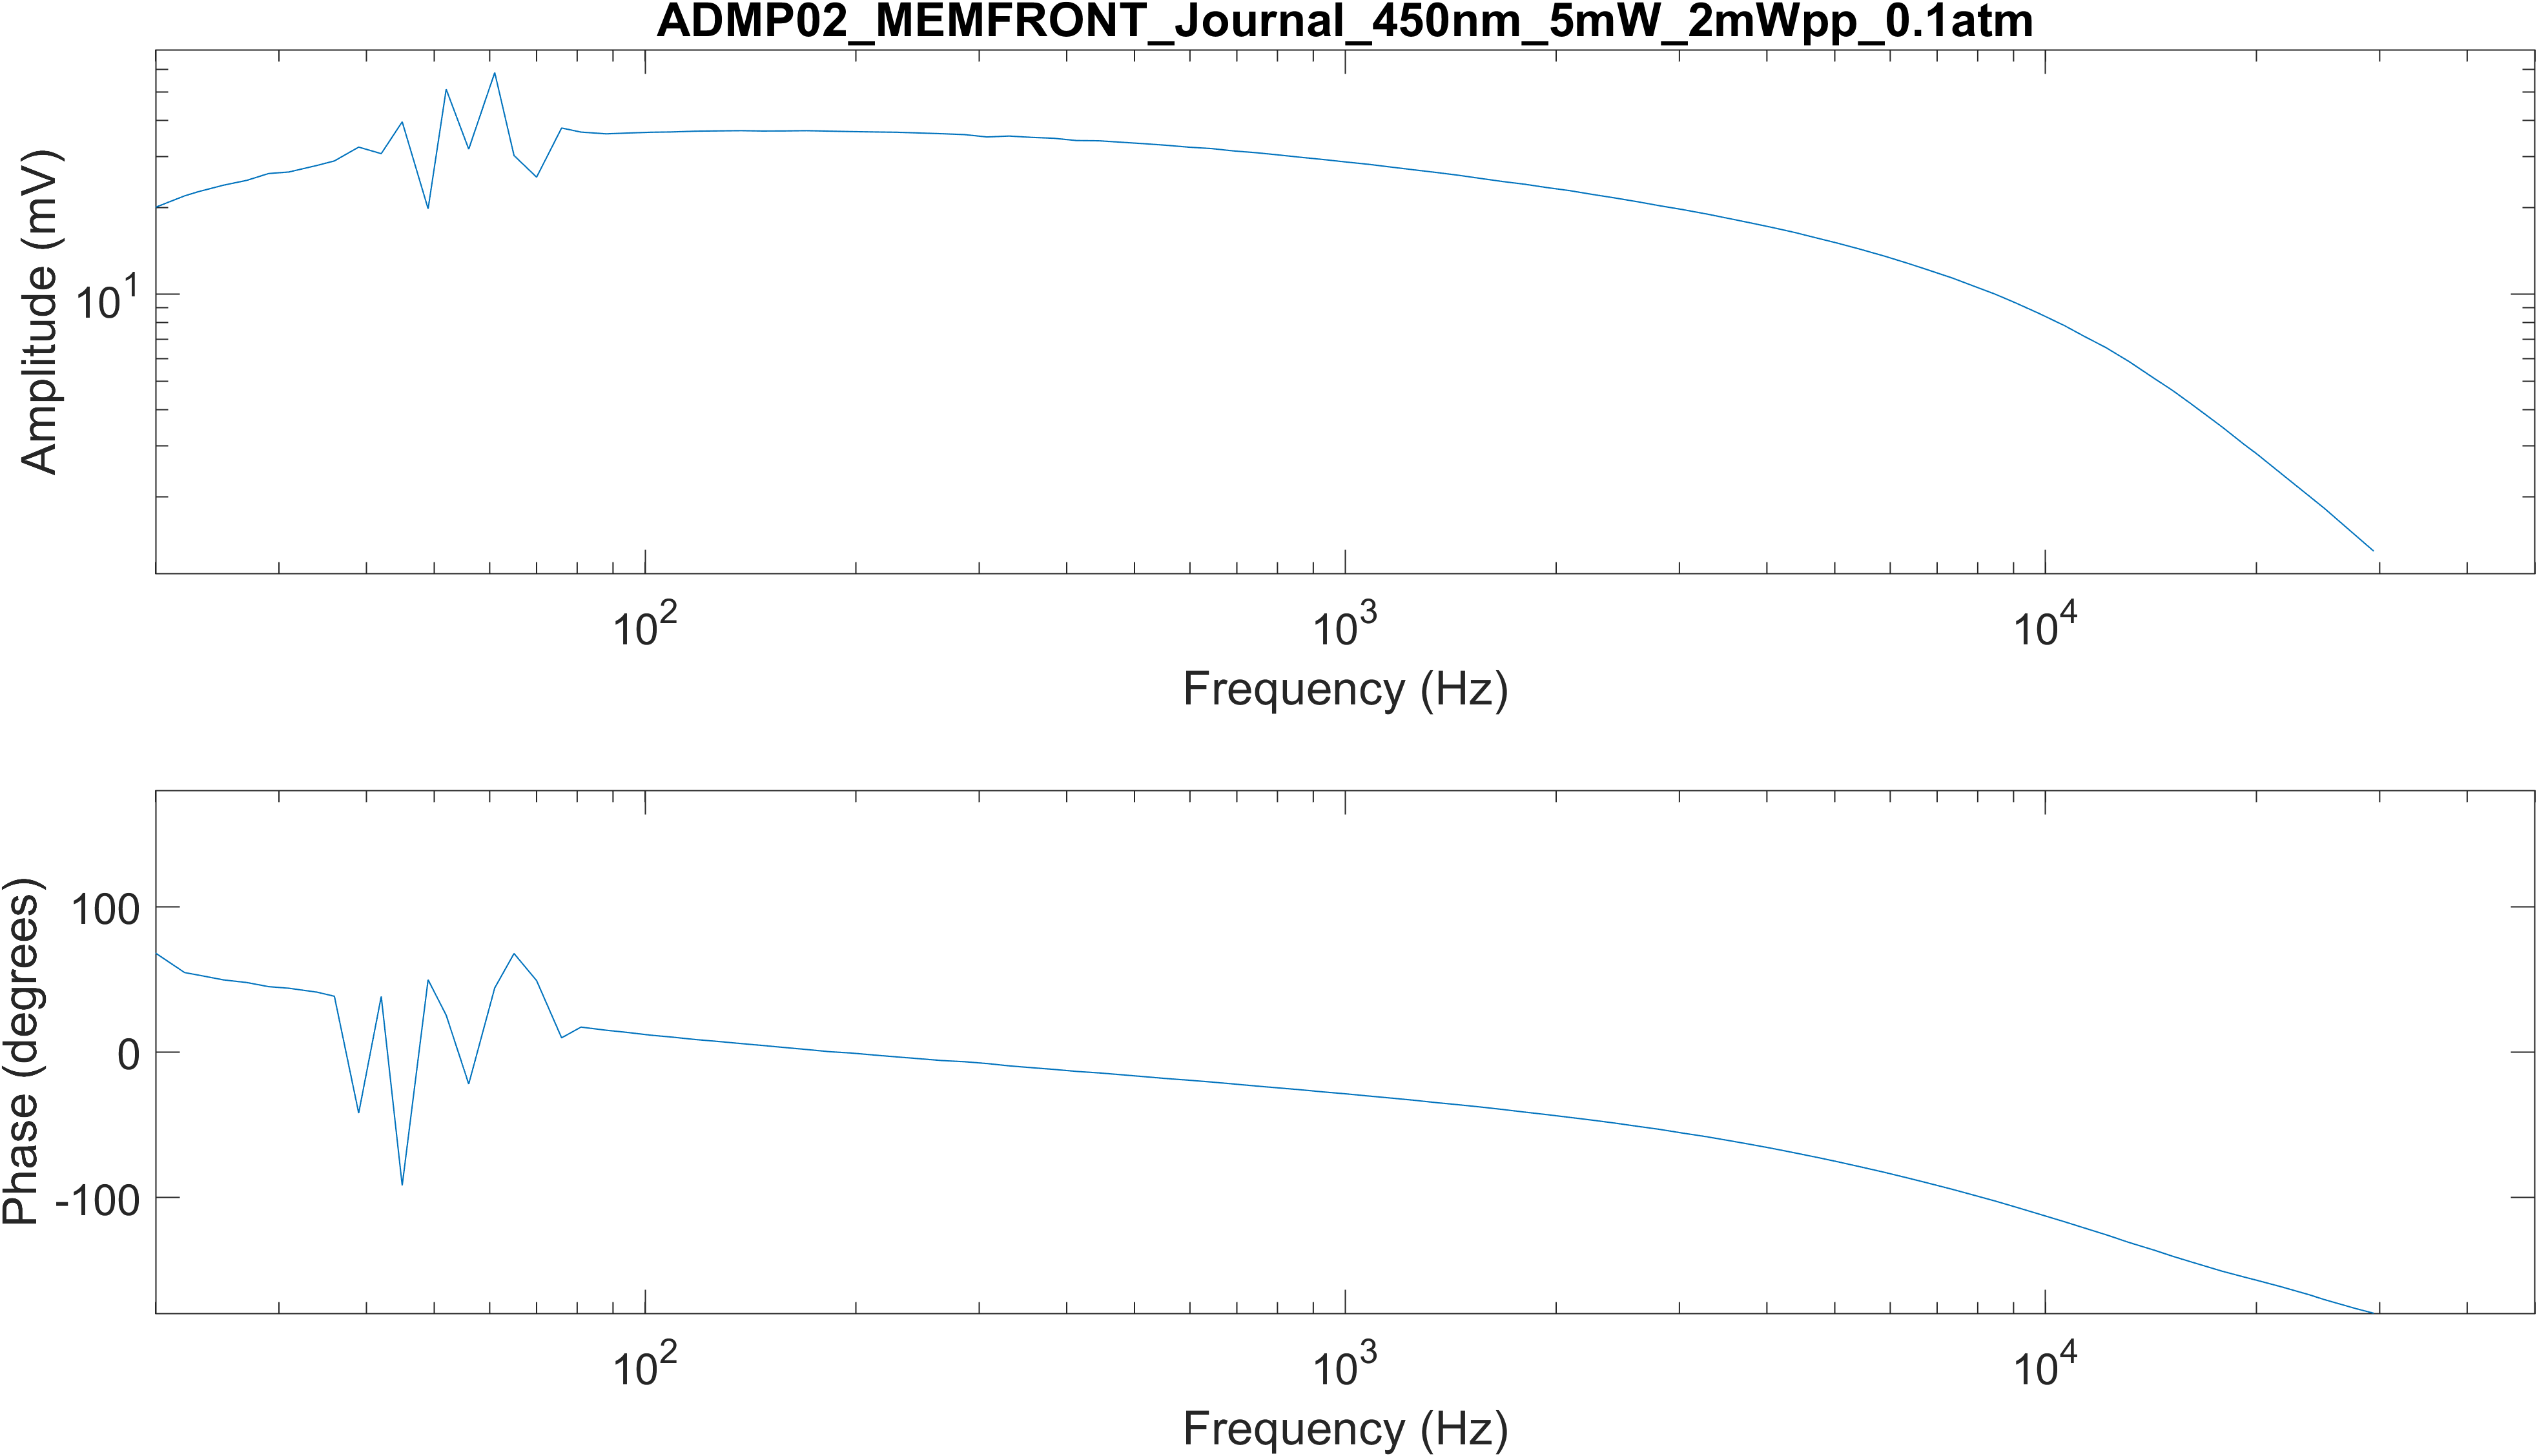 ADMP02_MEMFRONT_Journal_450nm_5mW_2mWpp_0.1atm
Amplitude (mV)
10^1
10^2 10^3 10^4
Frequency (Hz)
Phase (degrees)
100
0
-100
10^2 10^3 10^4
Frequency (Hz)